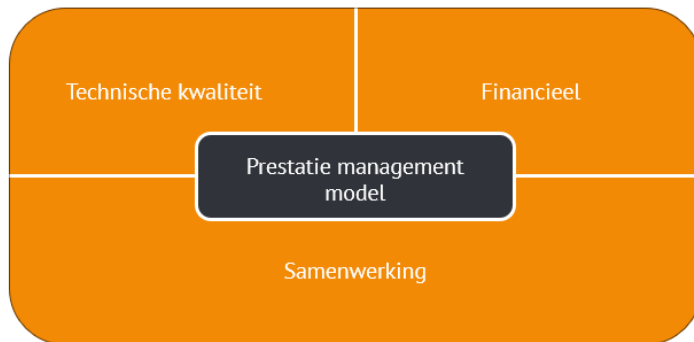 Technische kwaliteit
Financieel
Prestatie management
model
Samenwerking